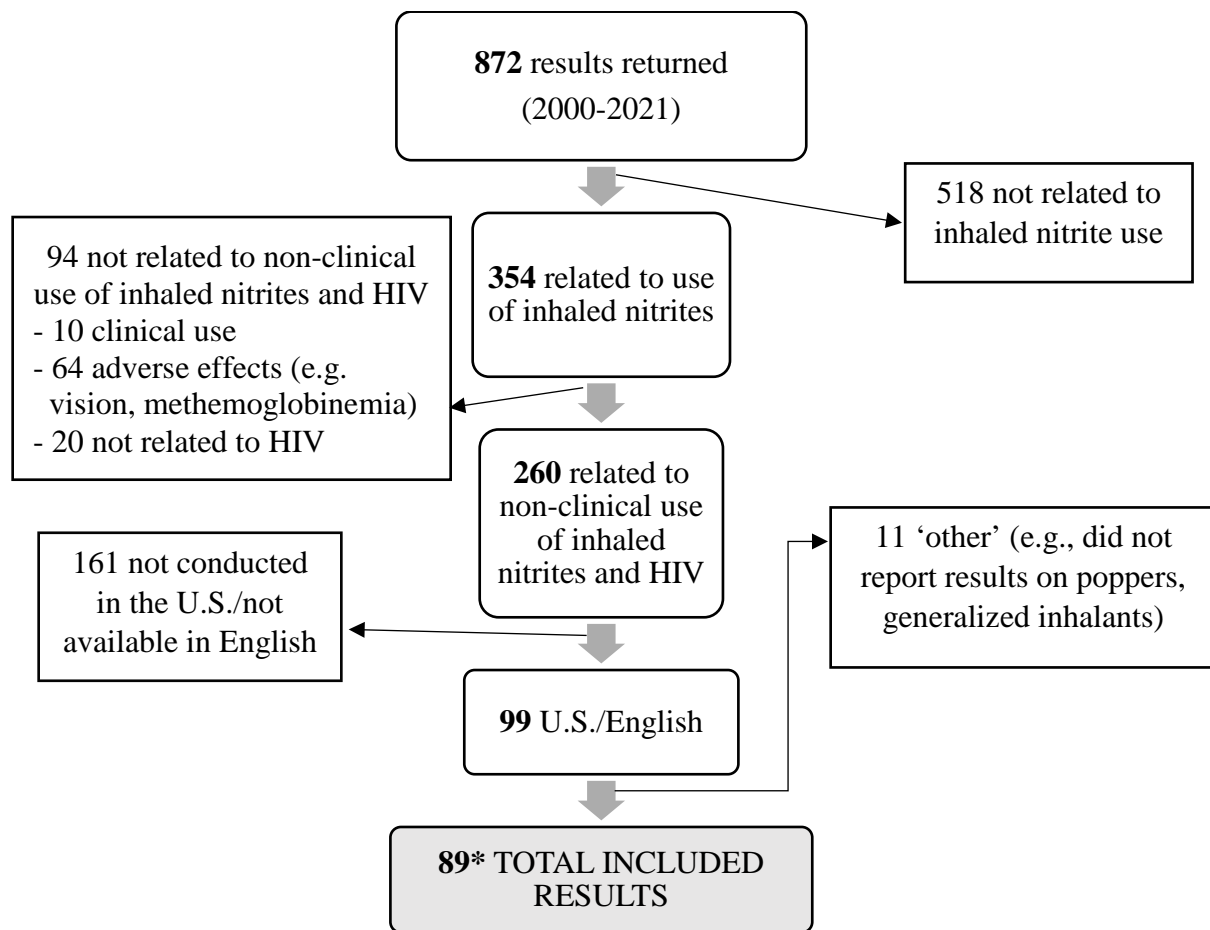 872 results returned
(2000-2021)
518 not related to
inhaled nitrite use
354 related to use
of inhaled nitrites
94 not related to non-clinical
use of inhaled nitrites and HIV
- 10 clinical use
- 64 adverse effects (e.g.
vision, methemoglobinemia)
- 20 not related to HIV
260 related to
non-clinical use
of inhaled
nitrites and HIV
161 not conducted
in the U.S./not
available in English
11 ‘other’ (e.g., did not
report results on poppers,
generalized inhalants)
99 U.S./English
89* TOTAL INCLUDED
RESULTS